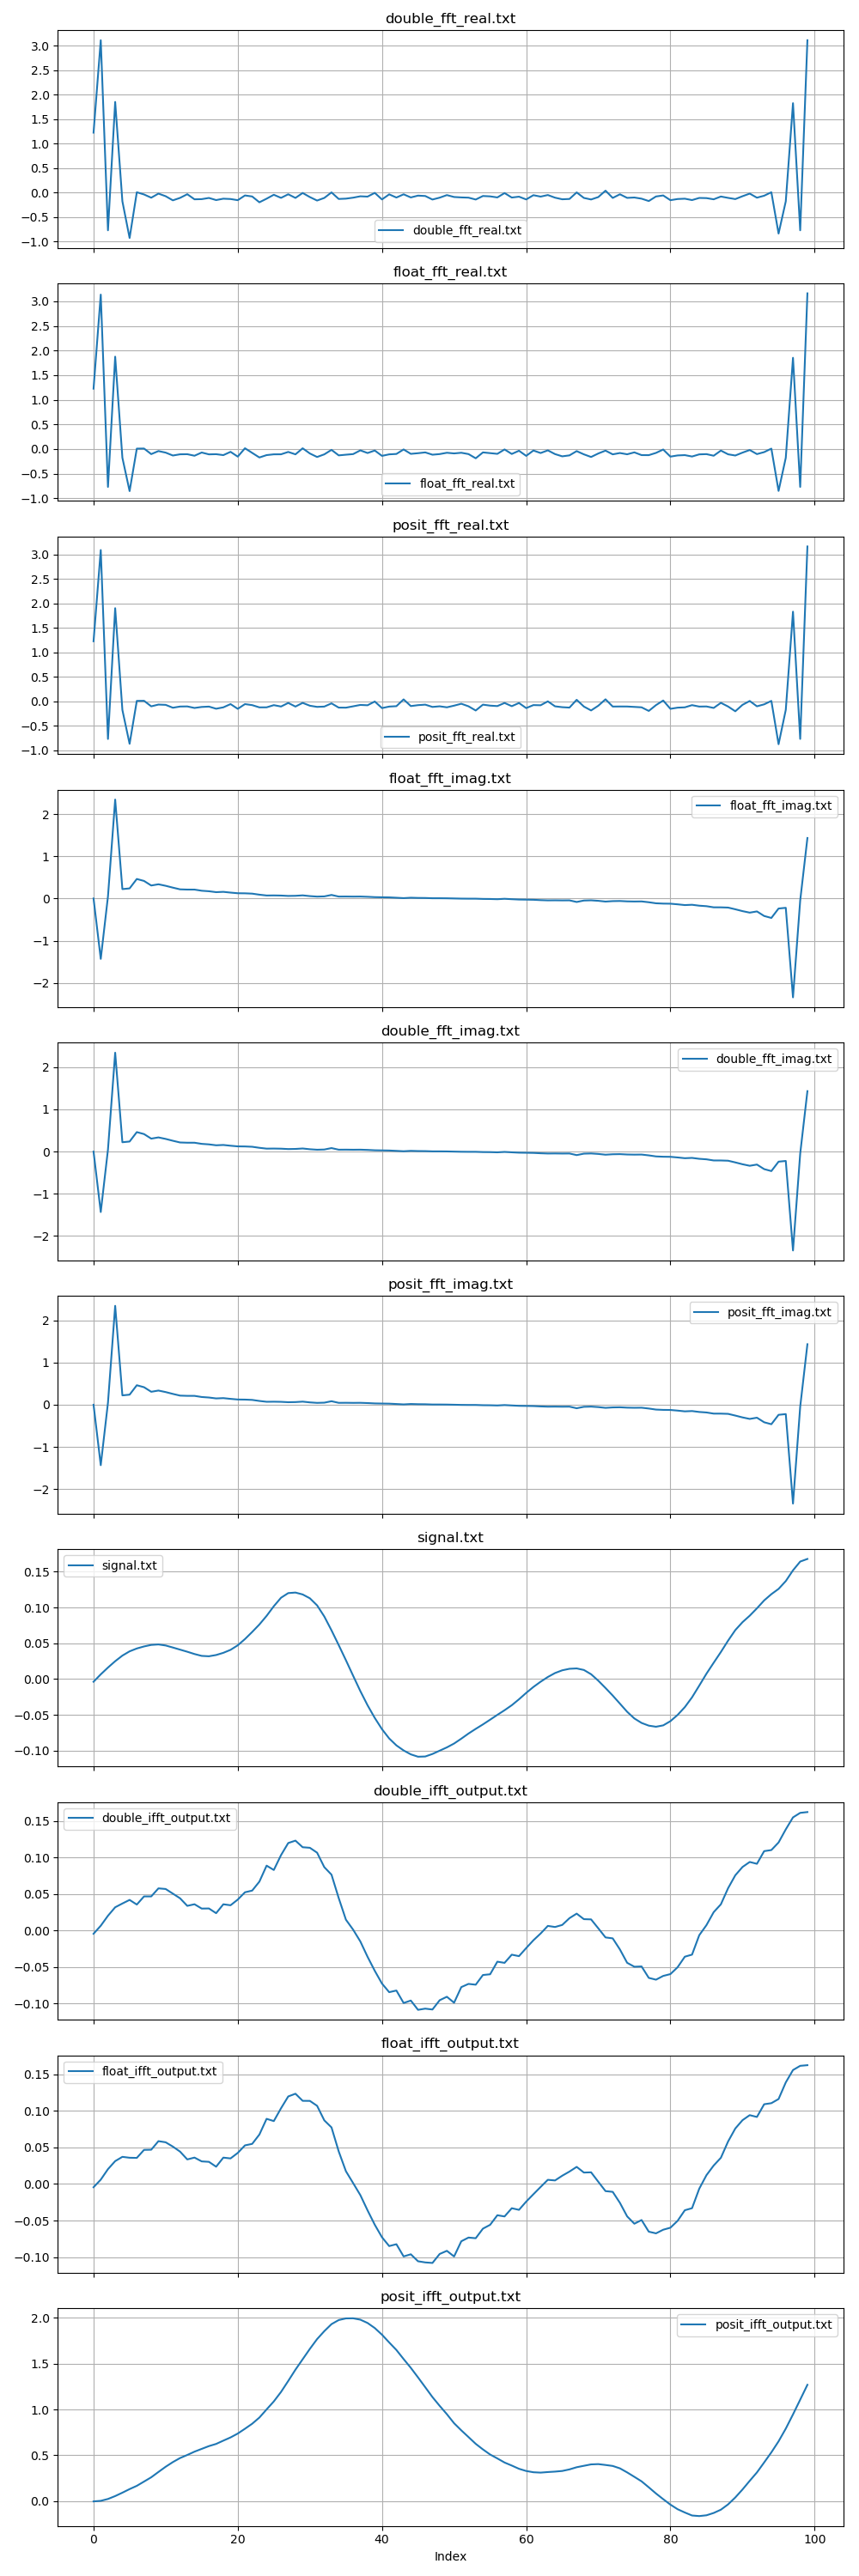 double_fft_real.txt
3.0
2.5
2.0
1.5
1.0
0.5
0.0
−0.5
−1.0
double_fft_real.txt
float_fft_real.txt
3.0
2.5
2.0
1.5
1.0
0.5
0.0
−0.5
−1.0
float_fft_real.txt
posit_fft_real.txt
3.0
2.5
2.0
1.5
1.0
0.5
0.0
−0.5
−1.0
posit_fft_real.txt
float_fft_imag.txt
2
1
0
−1
−2
float_fft_imag.txt
double_fft_imag.txt
2
1
0
−1
−2
double_fft_imag.txt
posit_fft_imag.txt
2
1
0
−1
−2
posit_fft_imag.txt
signal.txt
0.15
0.10
0.05
0.00
−0.05
−0.10
signal.txt
double_ifft_output.txt
0.15
0.10
0.05
0.00
−0.05
−0.10
double_ifft_output.txt
float_ifft_output.txt
0.15
0.10
0.05
0.00
−0.05
−0.10
float_ifft_output.txt
posit_ifft_output.txt
2.0
1.5
1.0
0.5
0.0
posit_ifft_output.txt
0 20 40 60 80 100
Index